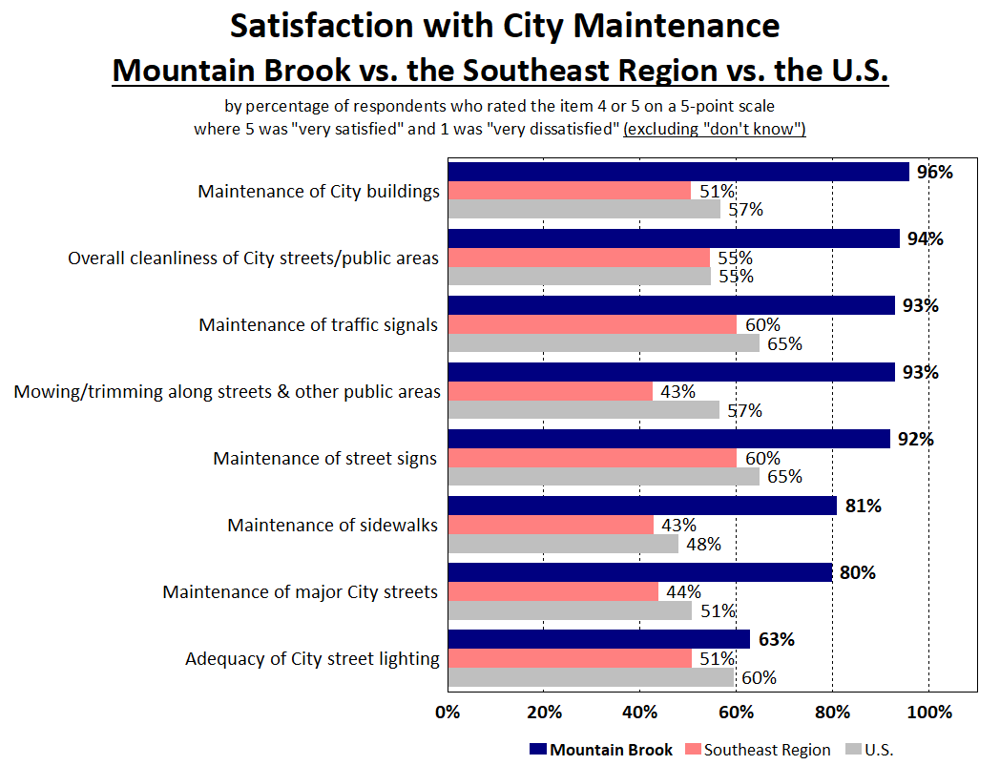 Satisfaction with City Maintenance
Mountain Brook vs. the Southeast Region vs. the U.S.
by percentage of respondents who rated the item 4 or 5 on a 5-point scale
where 5 was "very satisfied" and 1 was "very dissatisfied" (excluding "don't know")
Maintenance of City buildings
96%
51%
57%
Overall cleanliness of City streets/public areas
94%
55%
55%
Maintenance of traffic signals
93%
60%
65%
Mowing/trimming along streets & other public areas
93%
43%
57%
Maintenance of street signs
92%
60%
65%
Maintenance of sidewalks
81%
43%
48%
Maintenance of major City streets
80%
44%
51%
Adequacy of City street lighting
63%
51%
60%
0% 20% 40% 60% 80% 100%
Mountain Brook Southeast Region U.S.